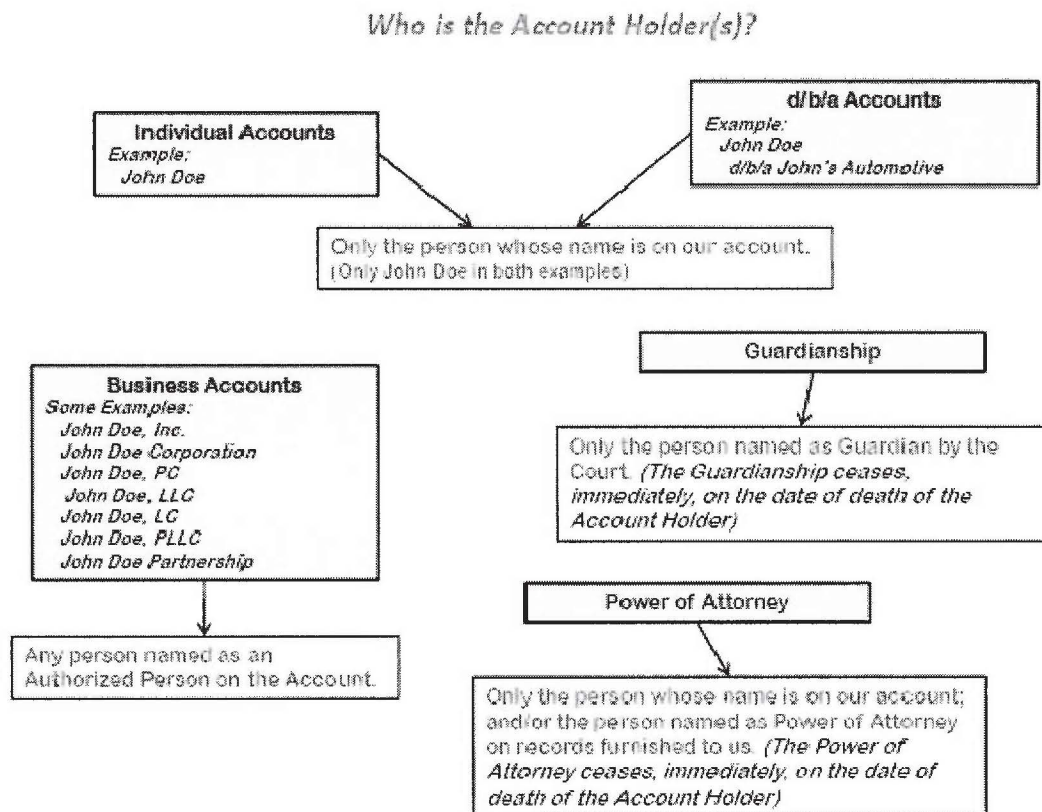 Who is the Account Holder(s)?
Individual Accounts
Example:
John Doe
d/b/a Accounts
Example:
John Doe
d/b/a John's Automotive
Only the person whose name is on our account.
(Only John Doe in both examples)
Business Accounts
Some Examples:
John Doe, Inc.
John Doe Corporation
John Doe, PC
John Doe, LLC
John Doe, LC
John Doe, PLLC
John Doe Partnership
Any person named as an
Authorized Person on the Account.
Guardianship
Only the person named as Guardian by the
Court. (The Guardianship ceases,
immediately, on the date of death of the
Account Holder)
Power of Attorney
Only the person whose name is on our account;
and/or the person named as Power of Attorney
on records furnished to us. (The Power of
Attorney ceases, immediately, on the date of
death of the Account Holder)